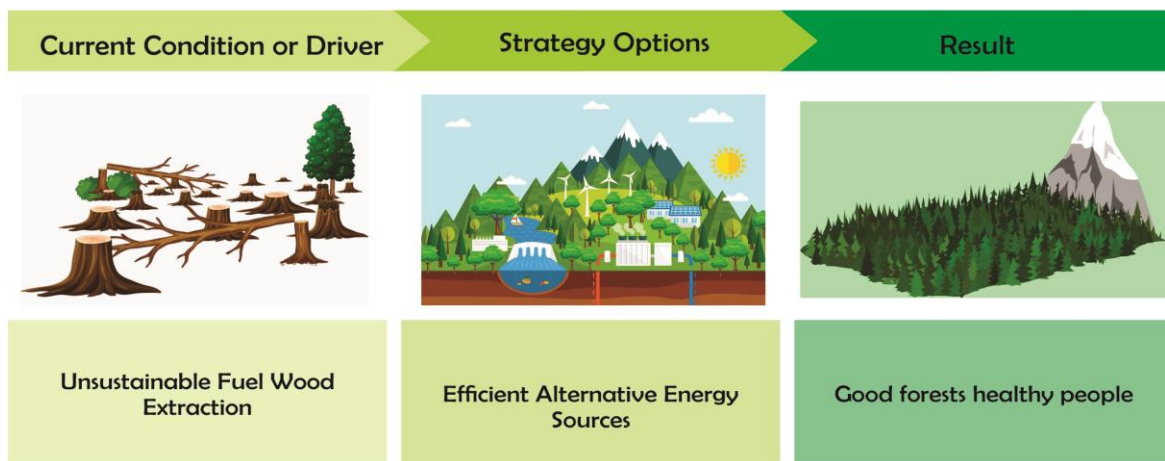 Current Condition or Driver
Strategy Options
Result
Unsustainable Fuel Wood
Extraction
Efficient Alternative Energy
Sources
Good forests healthy people